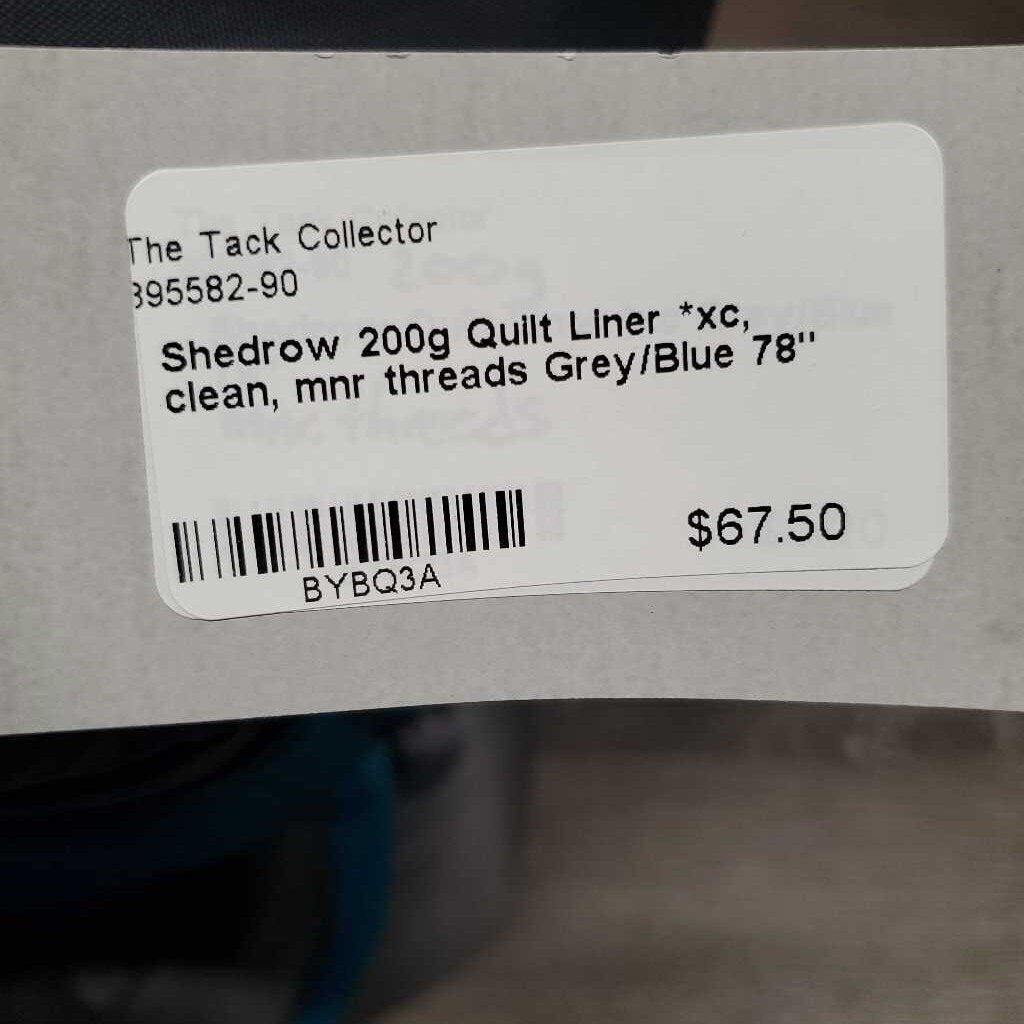 The Tack Collector
395582-90
Shedrow 200g Quilt Liner *xc,
clean, mnr threads Grey/Blue 78"
BYBQ3A
$67.50